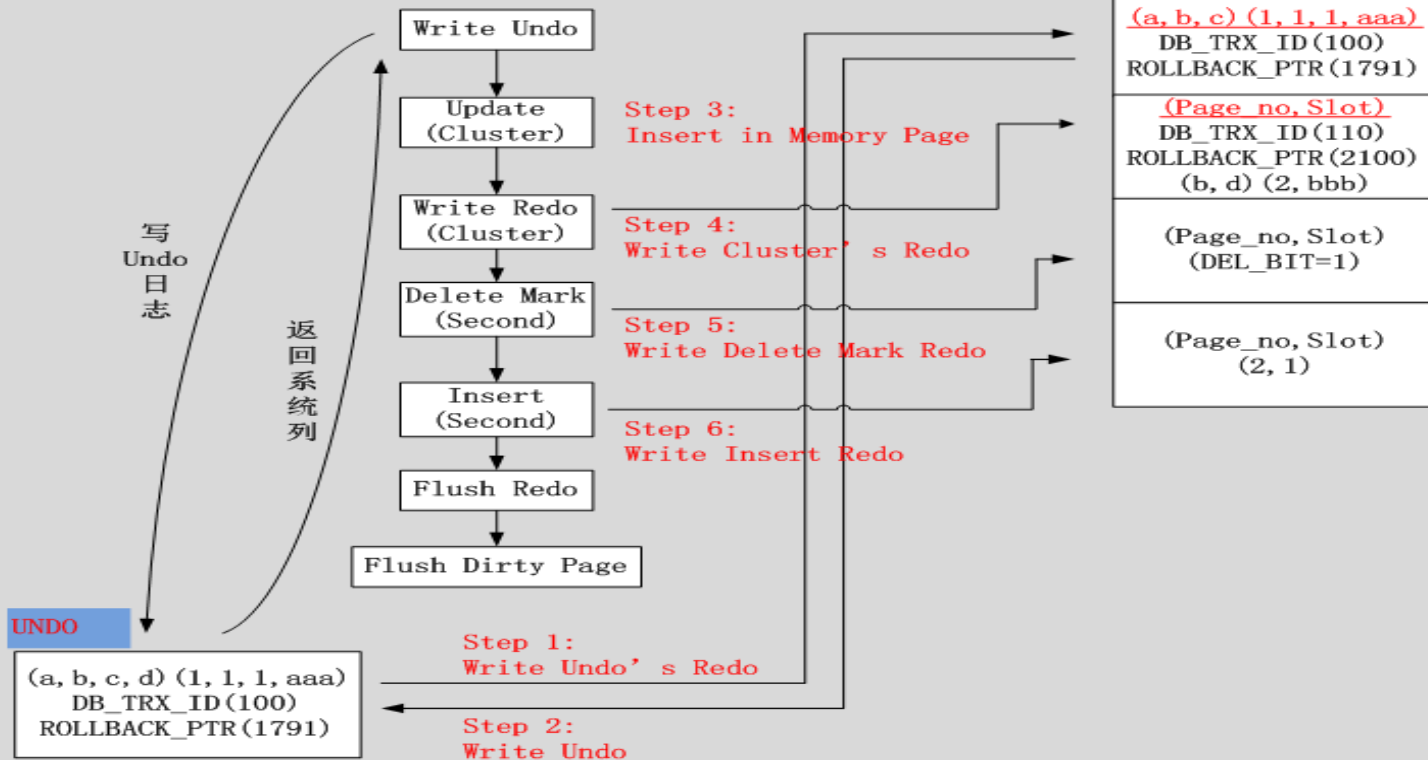 Write Undo
Update
(Cluster)
Write Redo
(Cluster)
Delete Mark
(Second)
Insert
(Second)
Flush Redo
Flush Dirty Page
写
Undo
日
志
返
回
系
统
列
Step 3:
Insert in Memory Page
Step 4:
Write Cluster’s Redo
Step 5:
Write Delete Mark Redo
Step 6:
Write Insert Redo
(a,b,c)(1,1,1,aaa)
DB_TRX_ID(100)
ROLLBACK_PTR(1791)
(Page_no,Slot)
DB_TRX_ID(110)
ROLLBACK_PTR(2100)
(b,d)(2,bbb)
(Page_no,Slot)
(DEL_BIT=1)
(Page_no,Slot)
(2,1)
UNDO
(a,b,c,d)(1,1,1,aaa)
DB_TRX_ID(100)
ROLLBACK_PTR(1791)
Step 1:
Write Undo’s Redo
Step 2:
Write Undo